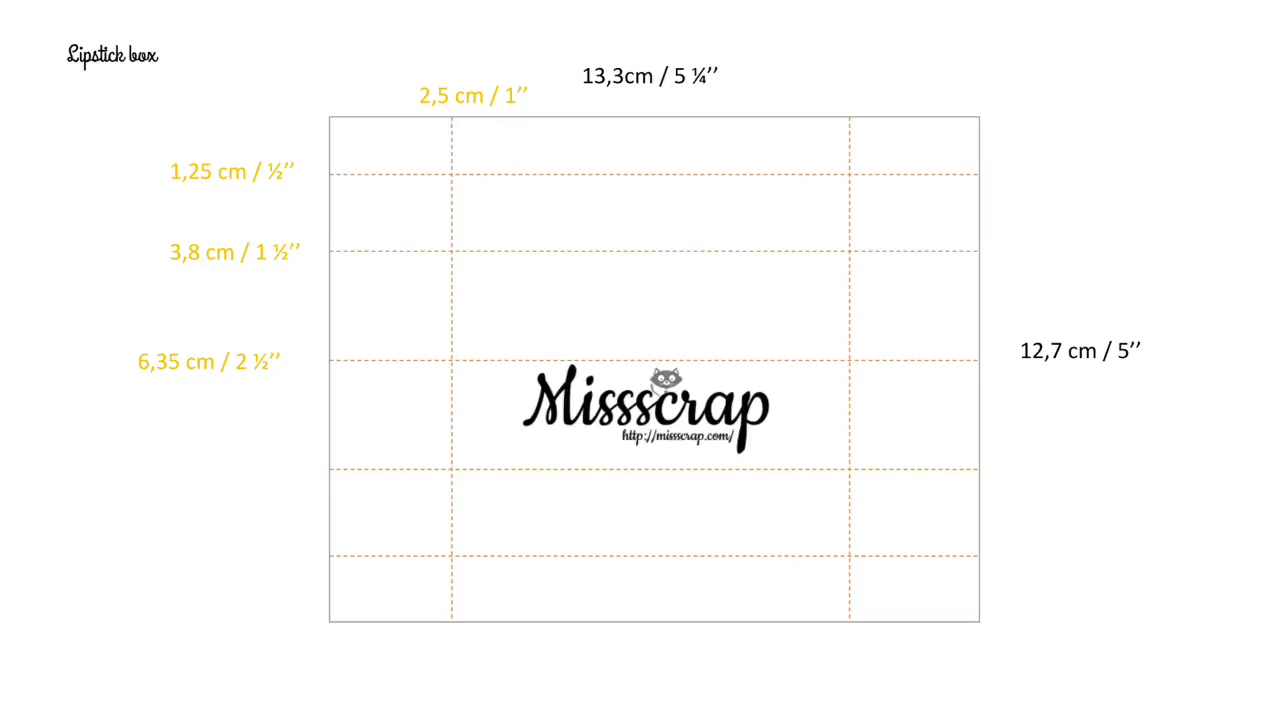 Lipstick box
13,3cm / 5 ¼’’
2,5 cm / 1’’
1,25 cm / ½’’
3,8 cm / 1 ½’’
6,35 cm / 2 ½’’
12,7 cm / 5’’
Missscrap
http://missscrap.com/